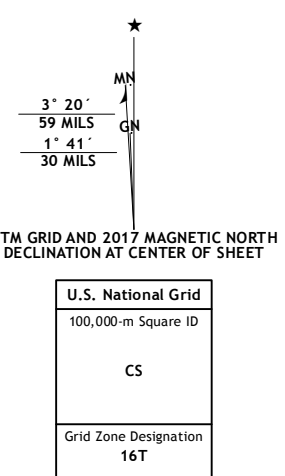 ★
MN
GN
3° 20´
59 MILS
1° 41´
30 MILS
TM GRID AND 2017 MAGNETIC NORTH
DECLINATION AT CENTER OF SHEET
U.S. National Grid
100,000-m Square ID
CS
Grid Zone Designation
16T